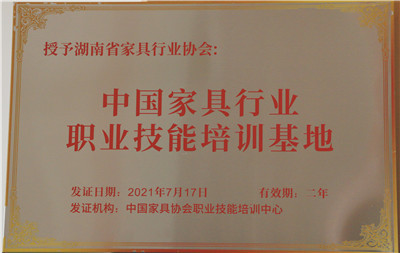 授予湖南省家具行业协会:
中国家具行业
职业技能培训基地
发证日期：2021年7月17日 有效期：二年
发证机构：中国家具协会职业技能培训中心